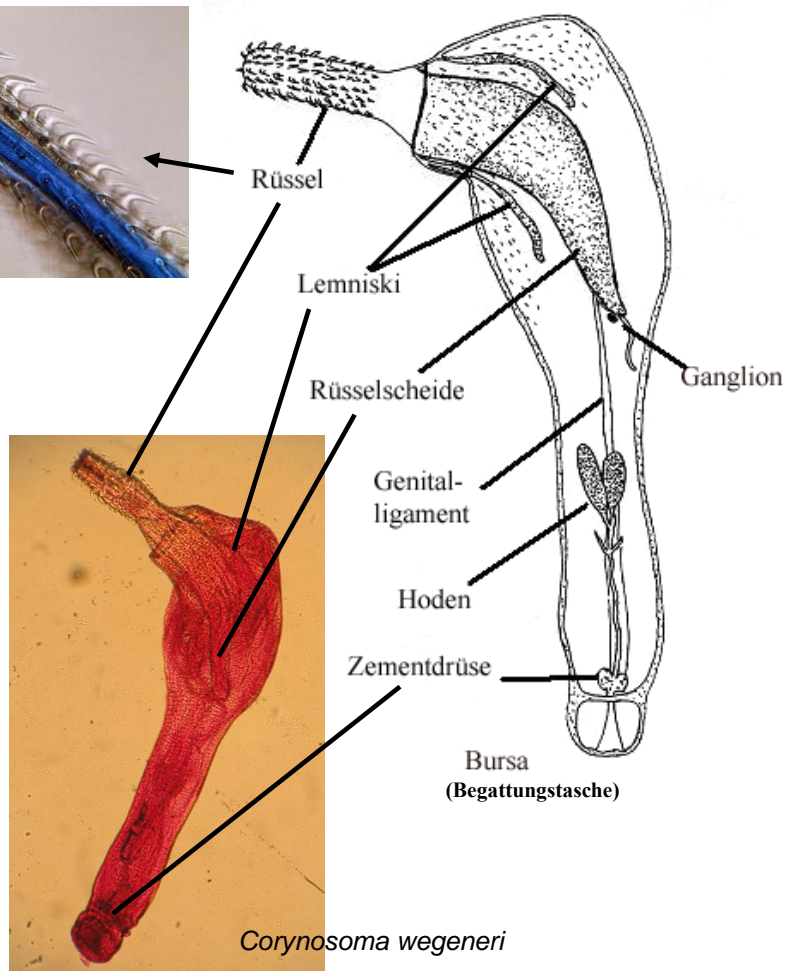 Rüssel
Lemniski
Rüsselscheide
Ganglion
Genital-
ligament
Hoden
Zementdrüse
Bursa
(Begattungstasche)
Corynosoma wegeneri